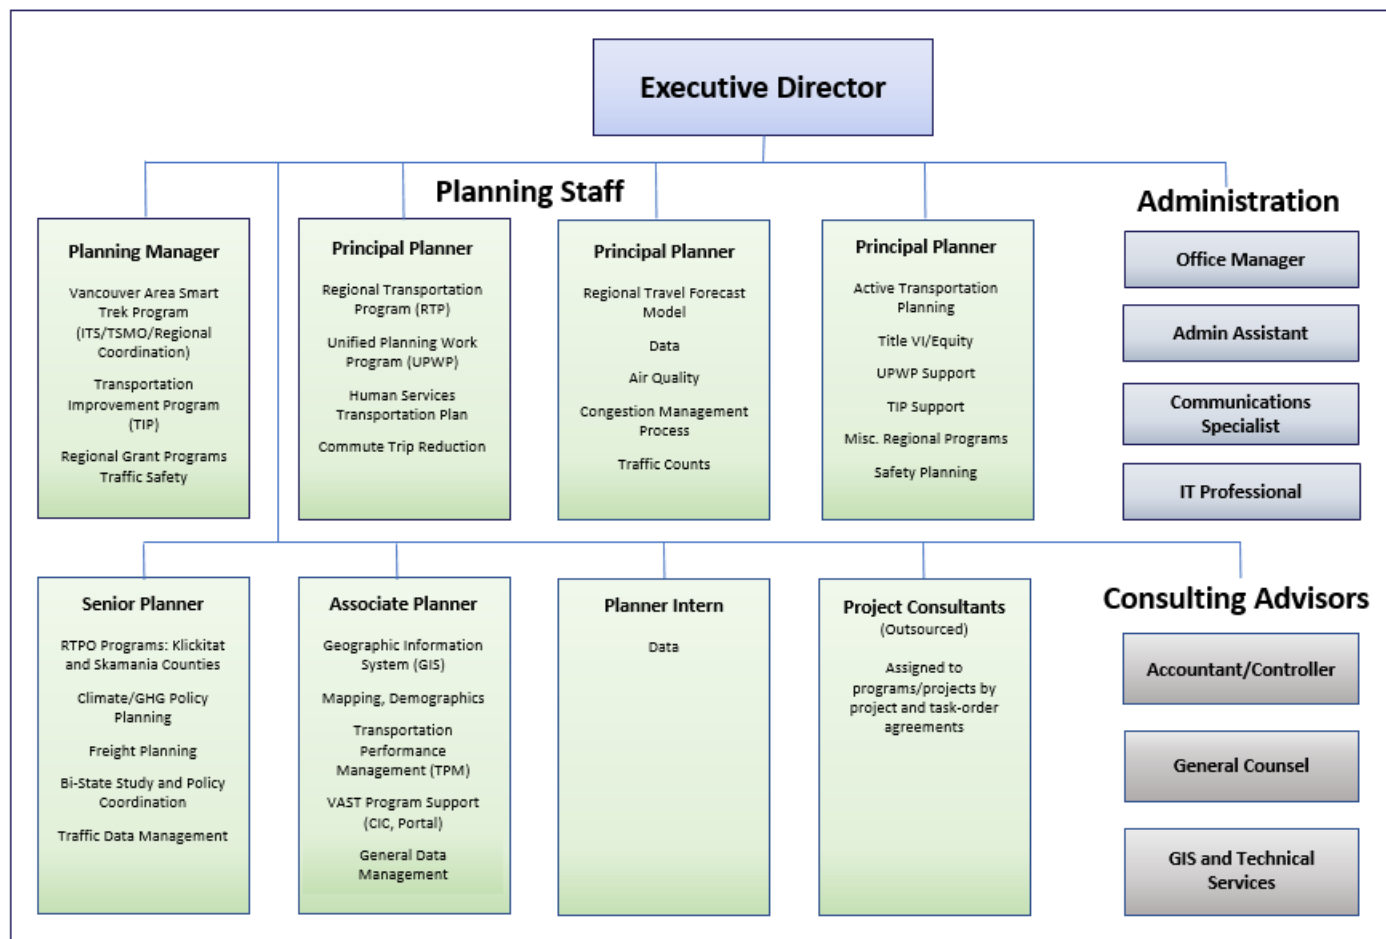 Executive Director
Planning Staff
Administration
Planning Manager
Vancouver Area Smart
Trek Program
(ITS/TSMO/Regional
Coordination)
Transportation
Improvement Program
(TIP)
Regional Grant Programs
Traffic Safety
Principal Planner
Regional Transportation
Program (RTP)
Unified Planning Work
Program (UPWP)
Human Services
Transportation Plan
Commute Trip Reduction
Principal Planner
Regional Travel Forecast
Model
Data
Air Quality
Congestion Management
Process
Traffic Counts
Principal Planner
Active Transportation
Planning
Title VI/Equity
UPWP Support
TIP Support
Misc. Regional Programs
Safety Planning
Office Manager
Admin Assistant
Communications
Specialist
IT Professional
Senior Planner
RTPO Programs: Klickitat
and Skamania Counties
Climate/GHG Policy
Planning
Freight Planning
Bi-State Study and Policy
Coordination
Traffic Data Management
Associate Planner
Geographic Information
System (GIS)
Mapping, Demographics
Transportation
Performance
Management (TPM)
VAST Program Support
(CIC, Portal)
General Data
Management
Planner Intern
Data
Project Consultants
(Outsourced)
Assigned to
programs/projects by
project and task-order
agreements
Consulting Advisors
Accountant/Controller
General Counsel
GIS and Technical
Services